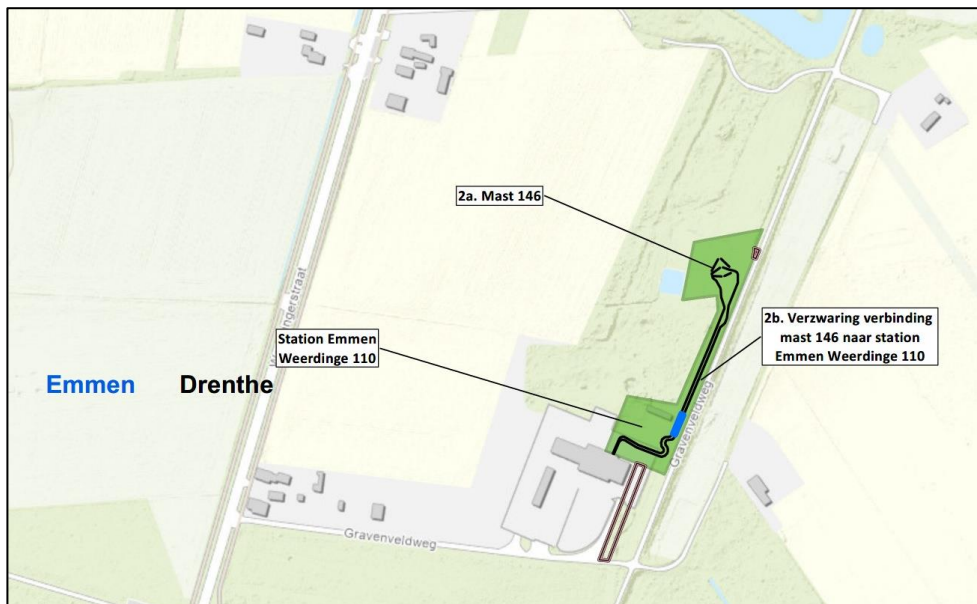 2a. Mast 146
2b. Verzwaring verbinding
mast 146 naar station
Emmen Weerdinge 110
Station Emmen
Weerdinge 110
Emmen
Drenthe
Gravenveldweg
Gravenveldweg